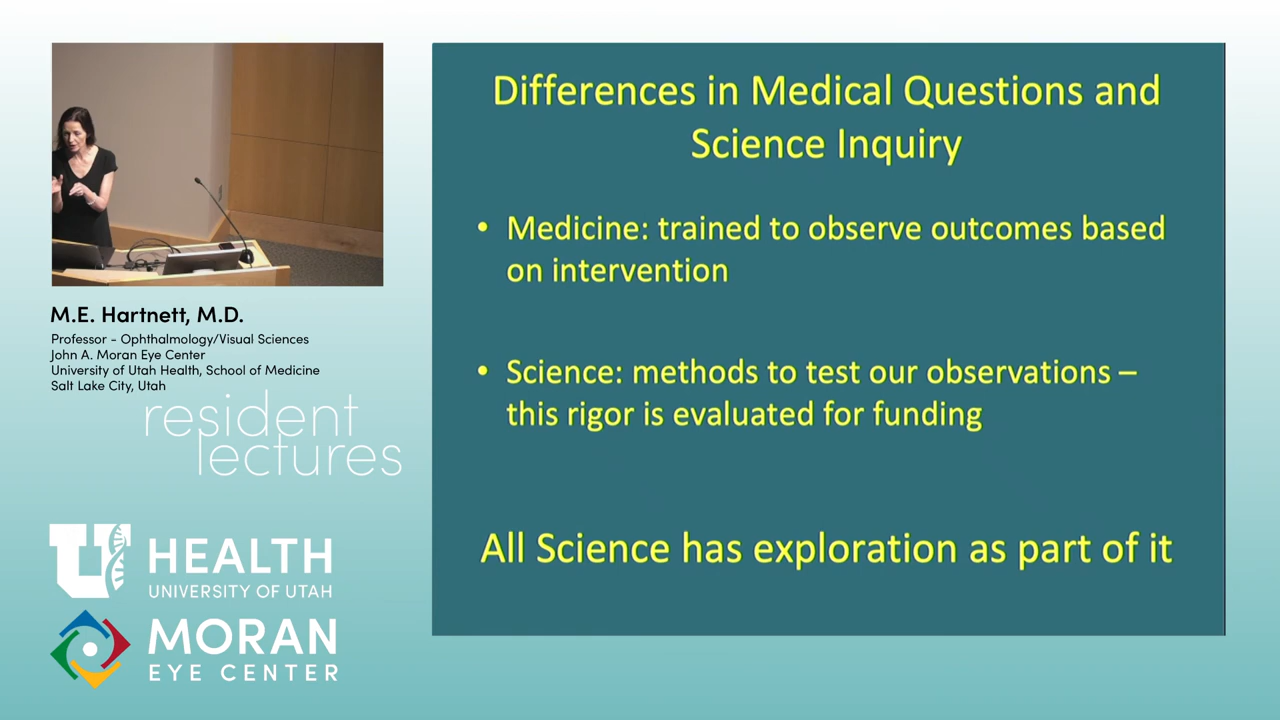 M.E. Hartnett, M.D.
Professor - Ophthalmology/Visual Sciences
John A. Moran Eye Center
University of Utah Health, School of Medicine
Salt Lake City, Utah
resident
lectures
U HEALTH
UNIVERSITY OF UTAH
MORAN
EYE CENTER
Differences in Medical Questions and
Science Inquiry
• Medicine: trained to observe outcomes based
on intervention
• Science: methods to test our observations –
this rigor is evaluated for funding
All Science has exploration as part of it